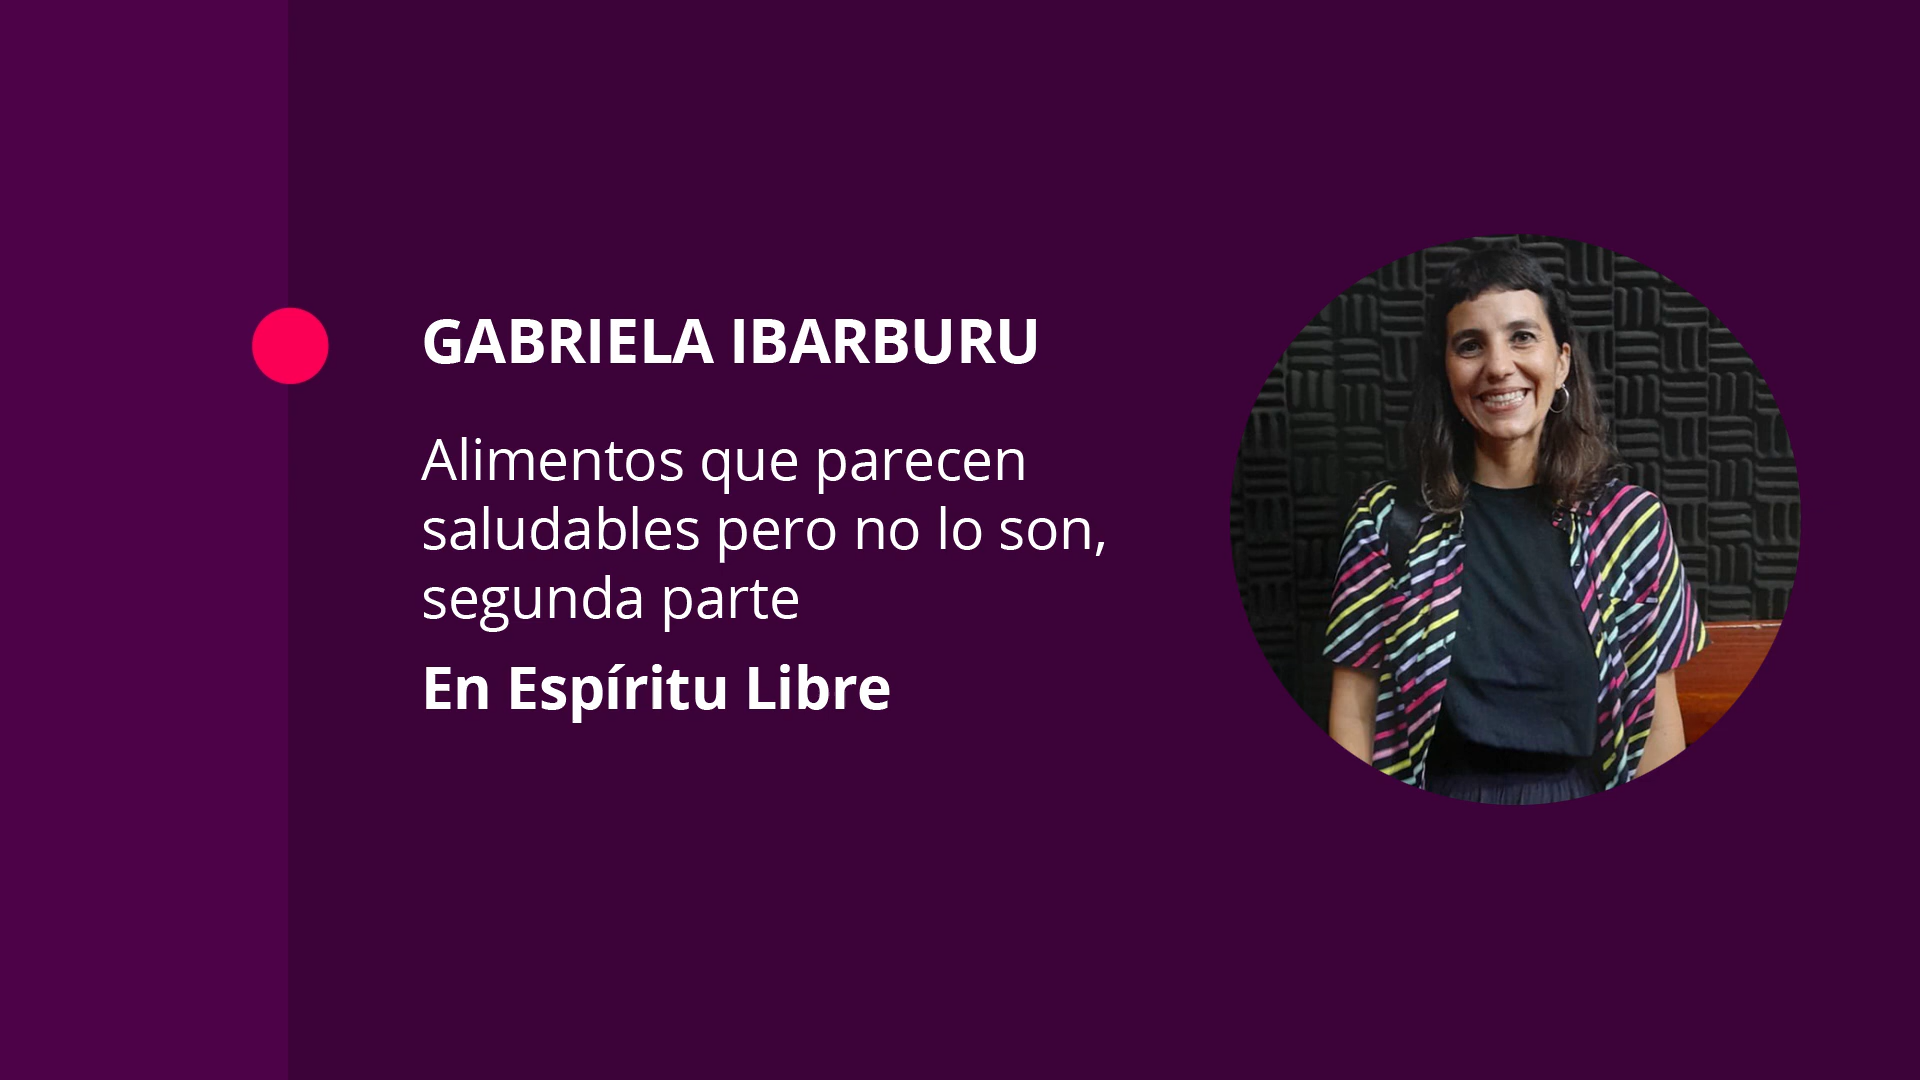 GABRIELA IBARBURU
Alimentos que parecen
saludables pero no lo son,
segunda parte
En Espíritu Libre